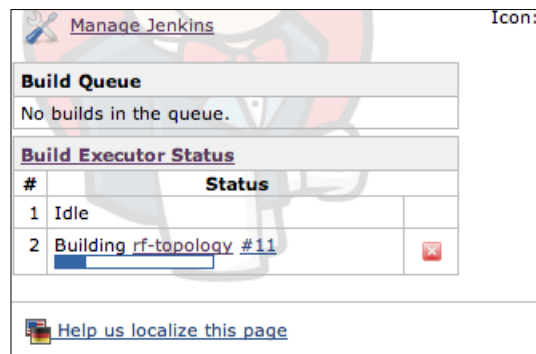 Manage Jenkins
Icon:
Build Queue
No builds in the queue.
Build Executor Status
# Status
1 Idle
2 Building rf-topology #11
Help us localize this page